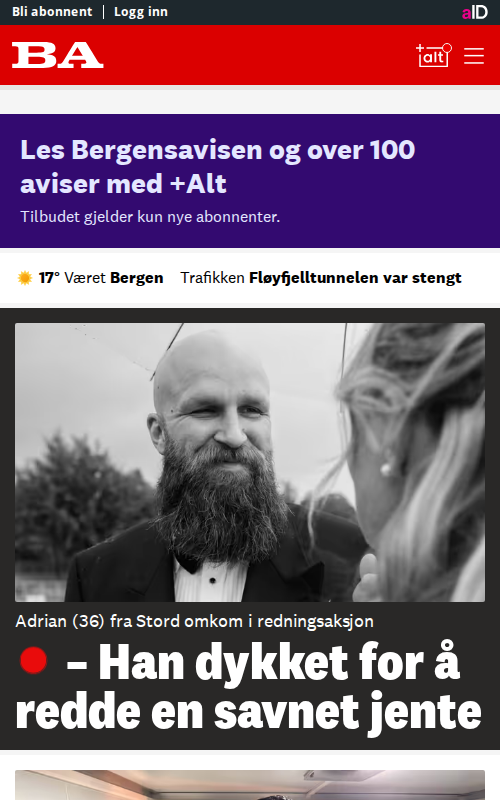 Bli abonnent | Logg inn
aID
BA
+alt
Les Bergensavisen og over 100
aviser med +Alt
Tilbudet gjelder kun nye abonnenter.
17° Været Bergen Trafikken Fløyfjelltunnelen var stengt
Adrian (36) fra Stord omkom i redningsaksjon
– Han dykket for å
redde en savnet jente